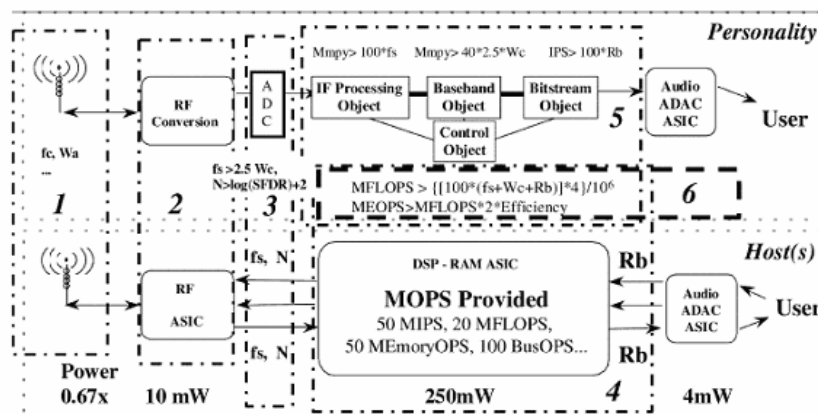 Personality
Mmpy> 100*fs
Mmpy> 40*2.5*Wc
IPS> 100*Rb
A
D
C
IF Processing
Object
Baseband
Object
Bitstream
Object
Control
Object
RF
Conversion
Audio
ADAC
ASIC
User
5
fc, Wa
...
fs >2.5 Wc,
N>log(SFDR)+2
1
2
3
MFLOPS > {[100*(fs+Wc+Rb)]*4}/10⁶
MEOPS>MFLOPS*2*Efficiency
6
Host(s)
fs, N
DSP - RAM ASIC
Rb
RF
ASIC
MOPS Provided
50 MIPS, 20 MFLOPS,
50 MEmoryOPS, 100 BusOPS...
Audio
ADAC
ASIC
User
fs, N
Rb
Power
0.67x
10 mW
250mW
4
4mW